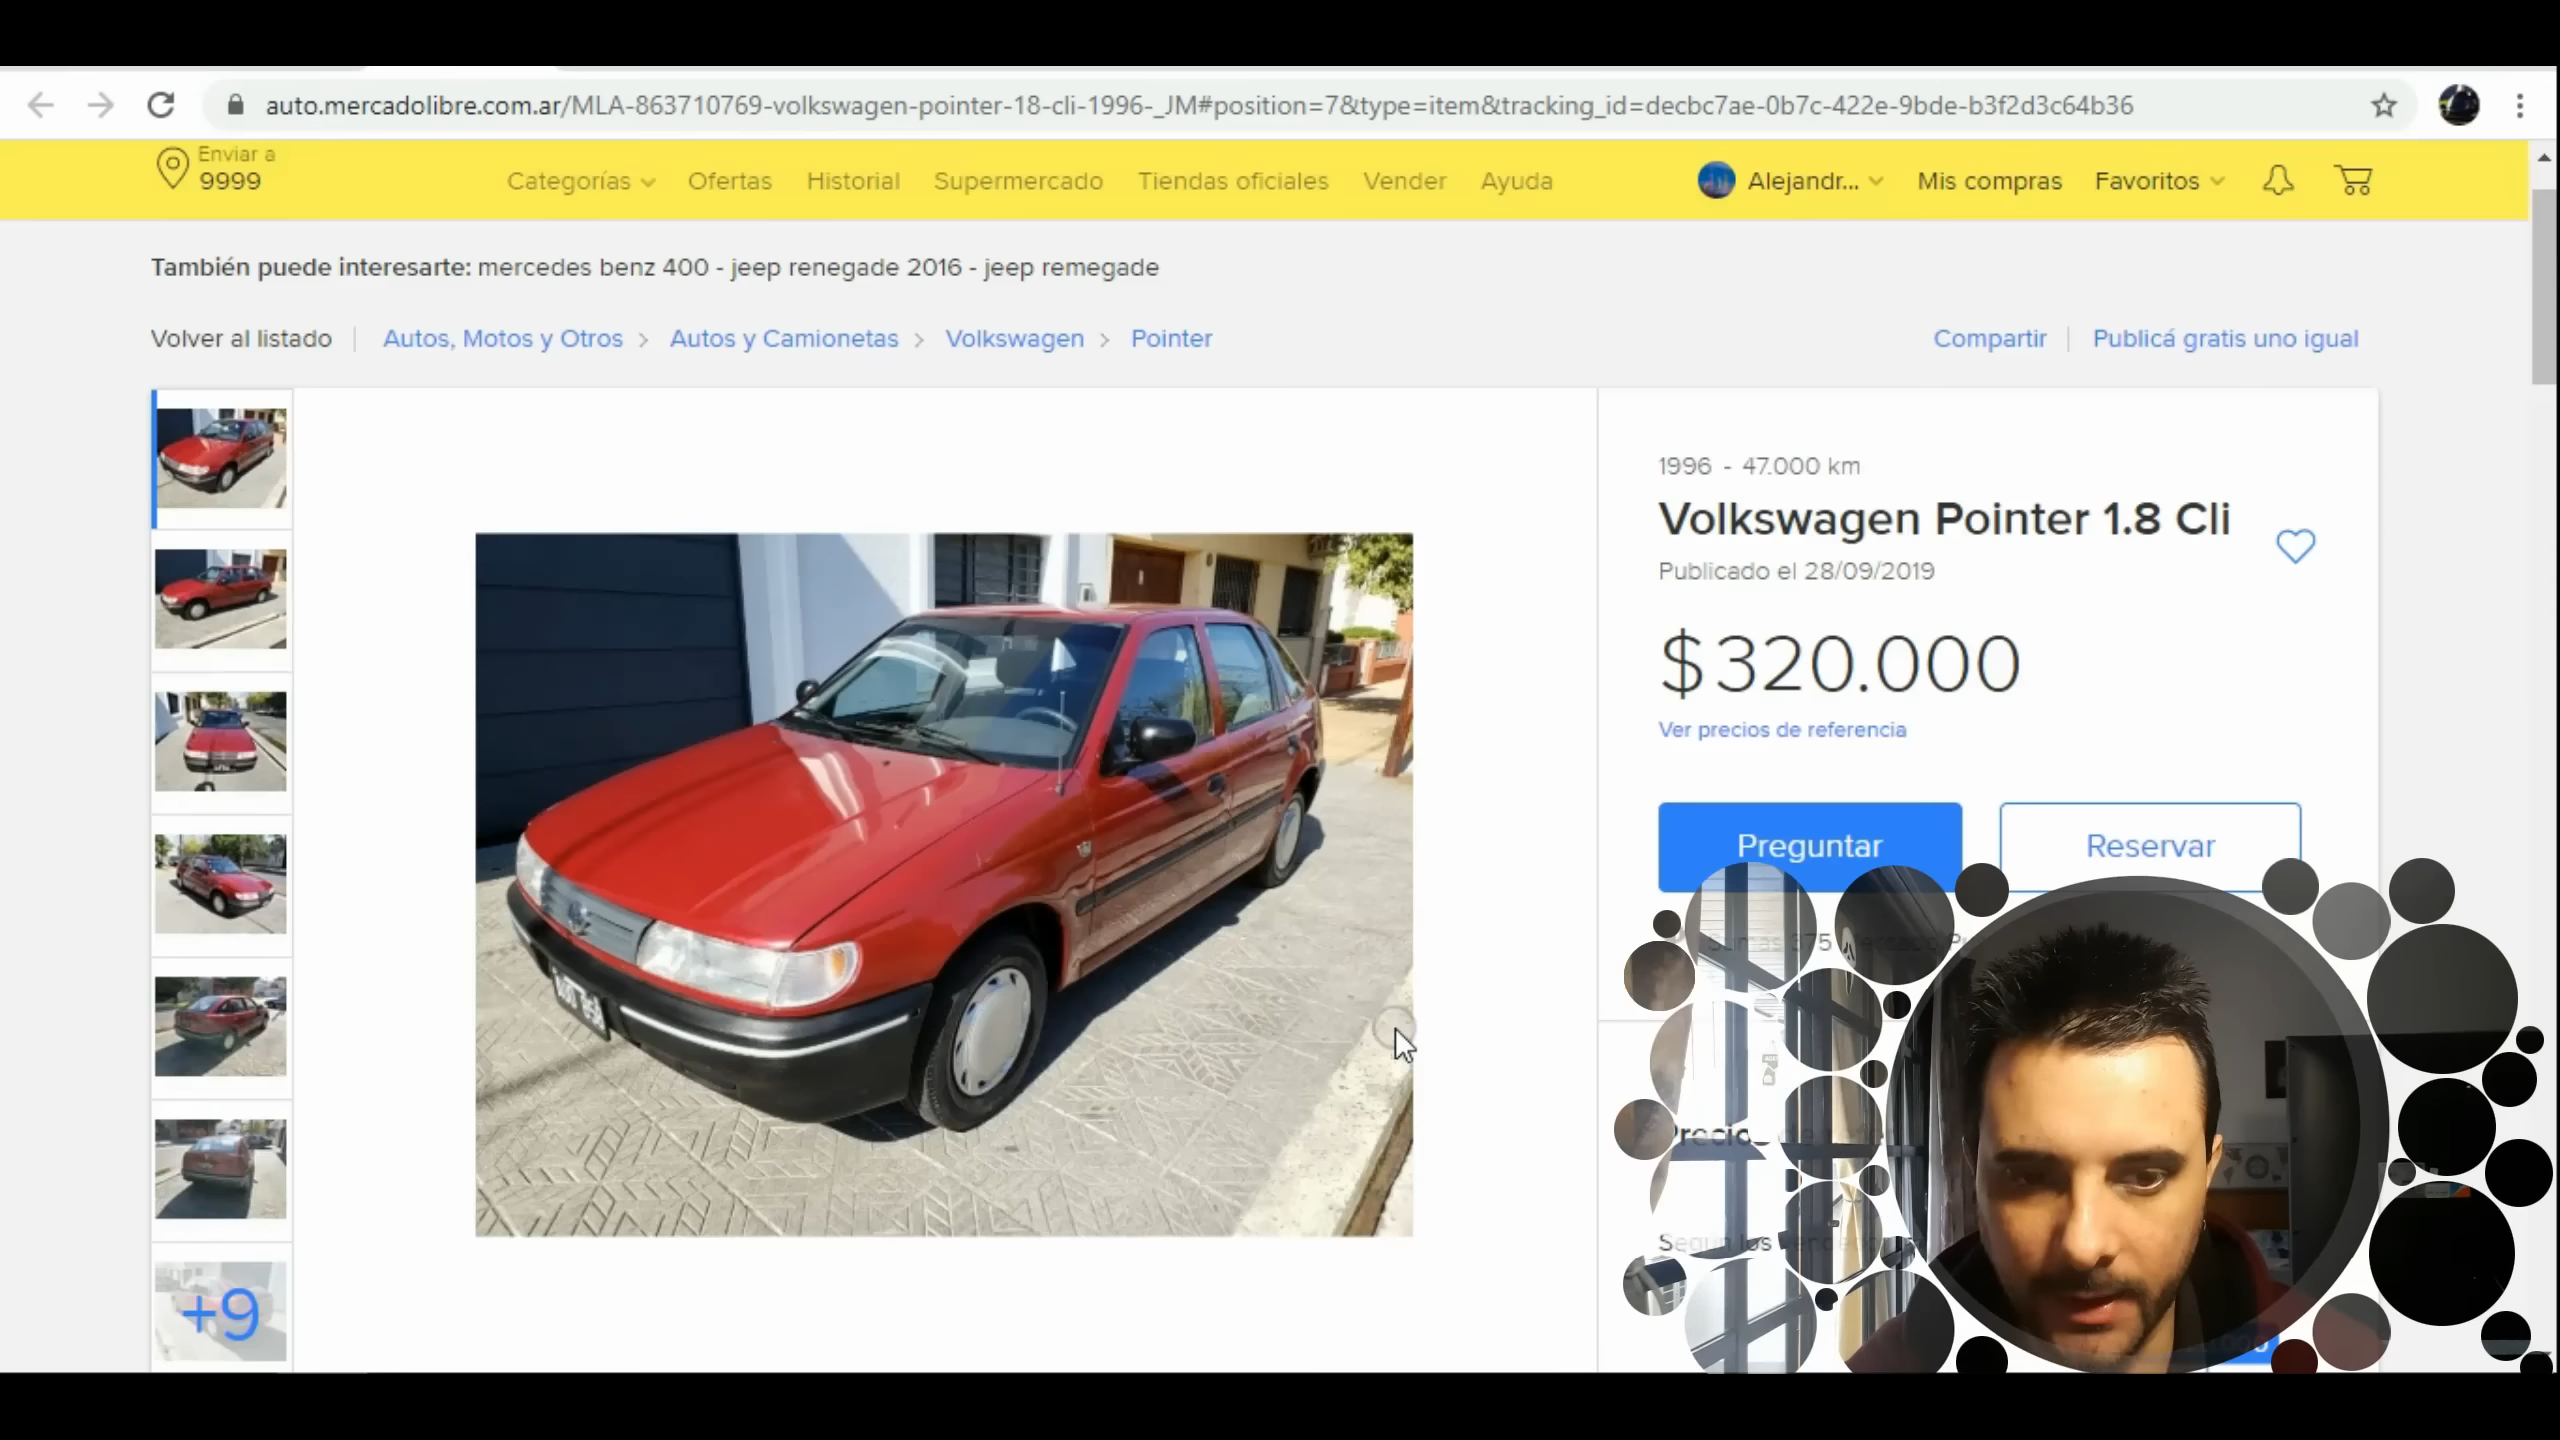 auto.mercadolibre.com.ar/MLA-863710769-volkswagen-pointer-18-cli-1996-_JM#position=7&type=item&tracking_id=decbc7ae-0b7c-422e-9bde-b3f2d3c64b36
Enviar a
9999
Categorías Ofertas Historial Supermercado Tiendas oficiales Vender Ayuda Alejandr... Mis compras Favoritos
También puede interesarte: mercedes benz 400 - jeep renegade 2016 - jeep remegade
Volver al listado Autos, Motos y Otros > Autos y Camionetas > Volkswagen > Pointer Compartir Publicá gratis uno igual
1996 - 47.000 km
Volkswagen Pointer 1.8 Cli
Publicado el 28/09/2019
$320.000
Ver precios de referencia
Preguntar Reservar
Sumas 375
Según los
+9